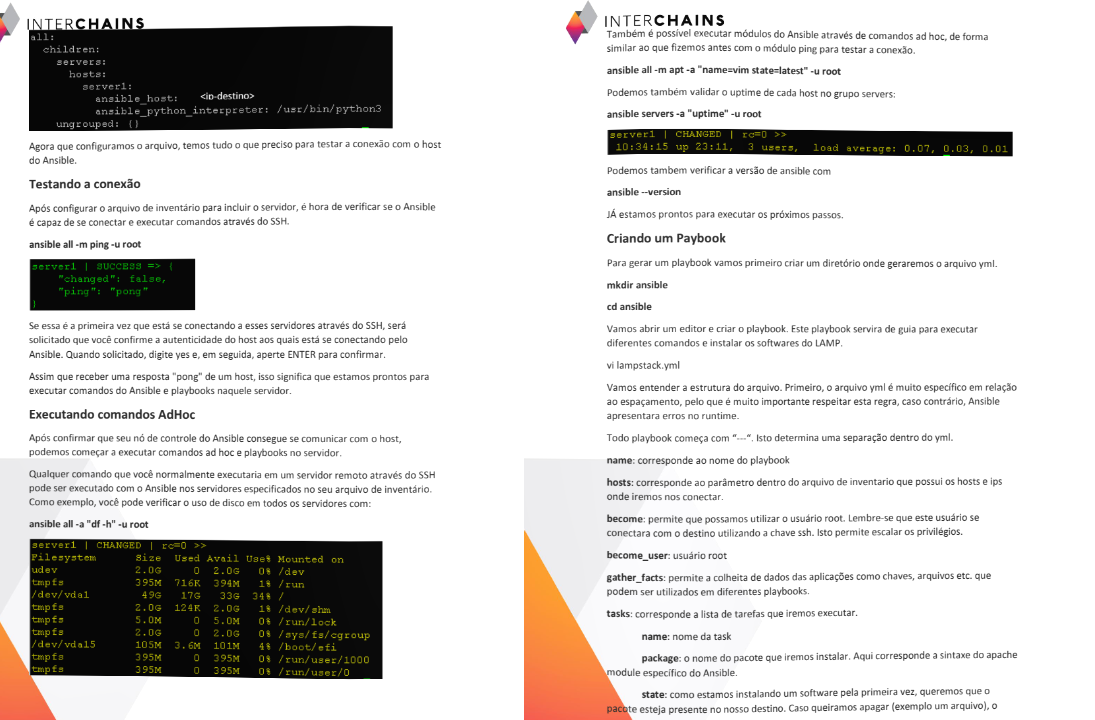 INTERCHAINS
all:
children:
servers:
hosts:
server1:
ansible_host: <ip-destino>
ansible_python_interpreter: /usr/bin/python3
ungrouped: {}
Agora que configuramos o arquivo, temos tudo o que preciso para testar a conexão com o host
do Ansible.
Testando a conexão
Após configurar o arquivo de inventário para incluir o servidor, é hora de verificar se o Ansible
é capaz de se conectar e executar comandos através do SSH.
ansible all -m ping -u root
server1 | SUCCESS => {
"changed": false,
"ping": "pong"
}
Se essa é a primeira vez que está se conectando a esses servidores através do SSH, será
solicitado que você confirme a autenticidade do host aos quais está se conectando pelo
Ansible. Quando solicitado, digite yes e, em seguida, aperte ENTER para confirmar.
Assim que receber uma resposta "pong" de um host, isso significa que estamos prontos para
executar comandos do Ansible e playbooks naquele servidor.
Executando comandos AdHoc
Após confirmar que seu nó de controle do Ansible consegue se comunicar com o host,
podemos começar a executar comandos ad hoc e playbooks no servidor.
Qualquer comando que você normalmente executaria em um servidor remoto através do SSH
pode ser executado com o Ansible nos servidores especificados no seu arquivo de inventário.
Como exemplo, você pode verificar o uso de disco em todos os servidores com:
ansible all -a "df -h" -u root
server1 | CHANGED | rc=0 >>
Filesystem Size Used Avail Use% Mounted on
udev 2.0G 0 2.0G 0% /dev
tmpfs 395M 716K 394M 1% /run
/dev/vda1 49G 17G 33G 34% /
tmpfs 2.0G 124K 2.0G 1% /dev/shm
tmpfs 5.0M 0 5.0M 0% /run/lock
tmpfs 2.0G 0 2.0G 0% /sys/fs/cgroup
/dev/vda15 105M 3.6M 101M 4% /boot/efi
tmpfs 395M 0 395M 0% /run/user/1000
tmpfs 395M 0 395M 0% /run/user/0
INTERCHAINS
Também é possível executar módulos do Ansible através de comandos ad hoc, de forma
similar ao que fizemos antes com o módulo ping para testar a conexão.
ansible all -m apt -a "name=vim state=latest" -u root
Podemos também validar o uptime de cada host no grupo servers:
ansible servers -a "uptime" -u root
server1 | CHANGED | rc=0 >>
10:34:15 up 23:11, 3 users, load average: 0.07, 0.03, 0.01
Podemos tambem verificar a versão de ansible com
ansible --version
JÁ estamos prontos para executar os próximos passos.
Criando um Paybook
Para gerar um playbook vamos primeiro criar um diretório onde geraremos o arquivo yml.
mkdir ansible
cd ansible
Vamos abrir um editor e criar o playbook. Este playbook servira de guia para executar
diferentes comandos e instalar os softwares do LAMP.
vi lampstack.yml
Vamos entender a estrutura do arquivo. Primeiro, o arquivo yml é muito específico em relação
ao espaçamento, pelo que é muito importante respeitar esta regra, caso contrário, Ansible
apresentara erros no runtime.
Todo playbook começa com "---". Isto determina uma separação dentro do yml.
name: corresponde ao nome do playbook
hosts: corresponde ao parâmetro dentro do arquivo de inventario que possui os hosts e ips
onde iremos nos conectar.
become: permite que possamos utilizar o usuário root. Lembre-se que este usuário se
conectara com o destino utilizando a chave ssh. Isto permite escalar os privilégios.
become_user: usuário root
gather_facts: permite a colheita de dados das aplicações como chaves, arquivos etc. que
podem ser utilizados em diferentes playbooks.
tasks: corresponde a lista de tarefas que iremos executar.
name: nome da task
package: o nome do pacote que iremos instalar. Aqui corresponde a sintaxe do apache
module específico do Ansible.
state: como estamos instalando um software pela primeira vez, queremos que o
pacote esteja presente no nosso destino. Caso queiramos apagar (exemplo um arquivo), o